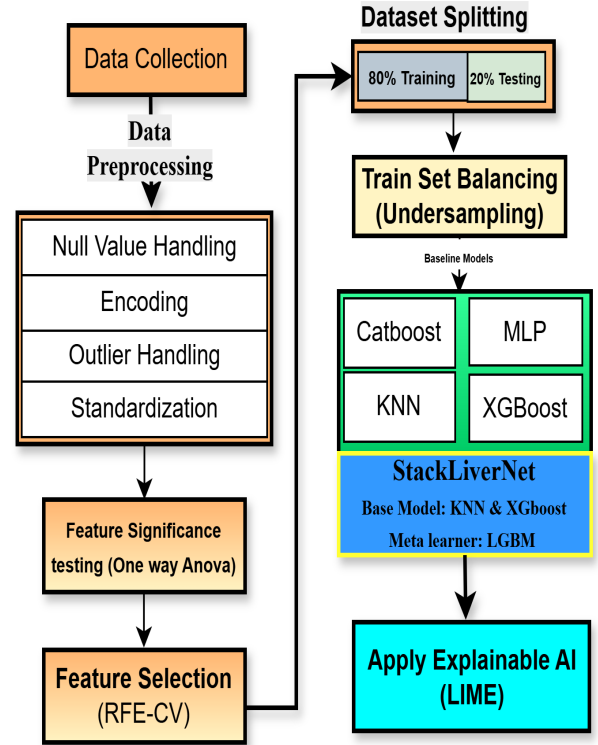 Data Collection
Data
Preprocessing
Null Value Handling
Encoding
Outlier Handling
Standardization
Feature Significance
testing (One way Anova)
Feature Selection
(RFE-CV)
Dataset Splitting
80% Training
20% Testing
Train Set Balancing
(Undersampling)
Baseline Models
Catboost
MLP
KNN
XGBoost
StackLiverNet
Base Model: KNN & XGboost
Meta learner: LGBM
Apply Explainable AI
(LIME)